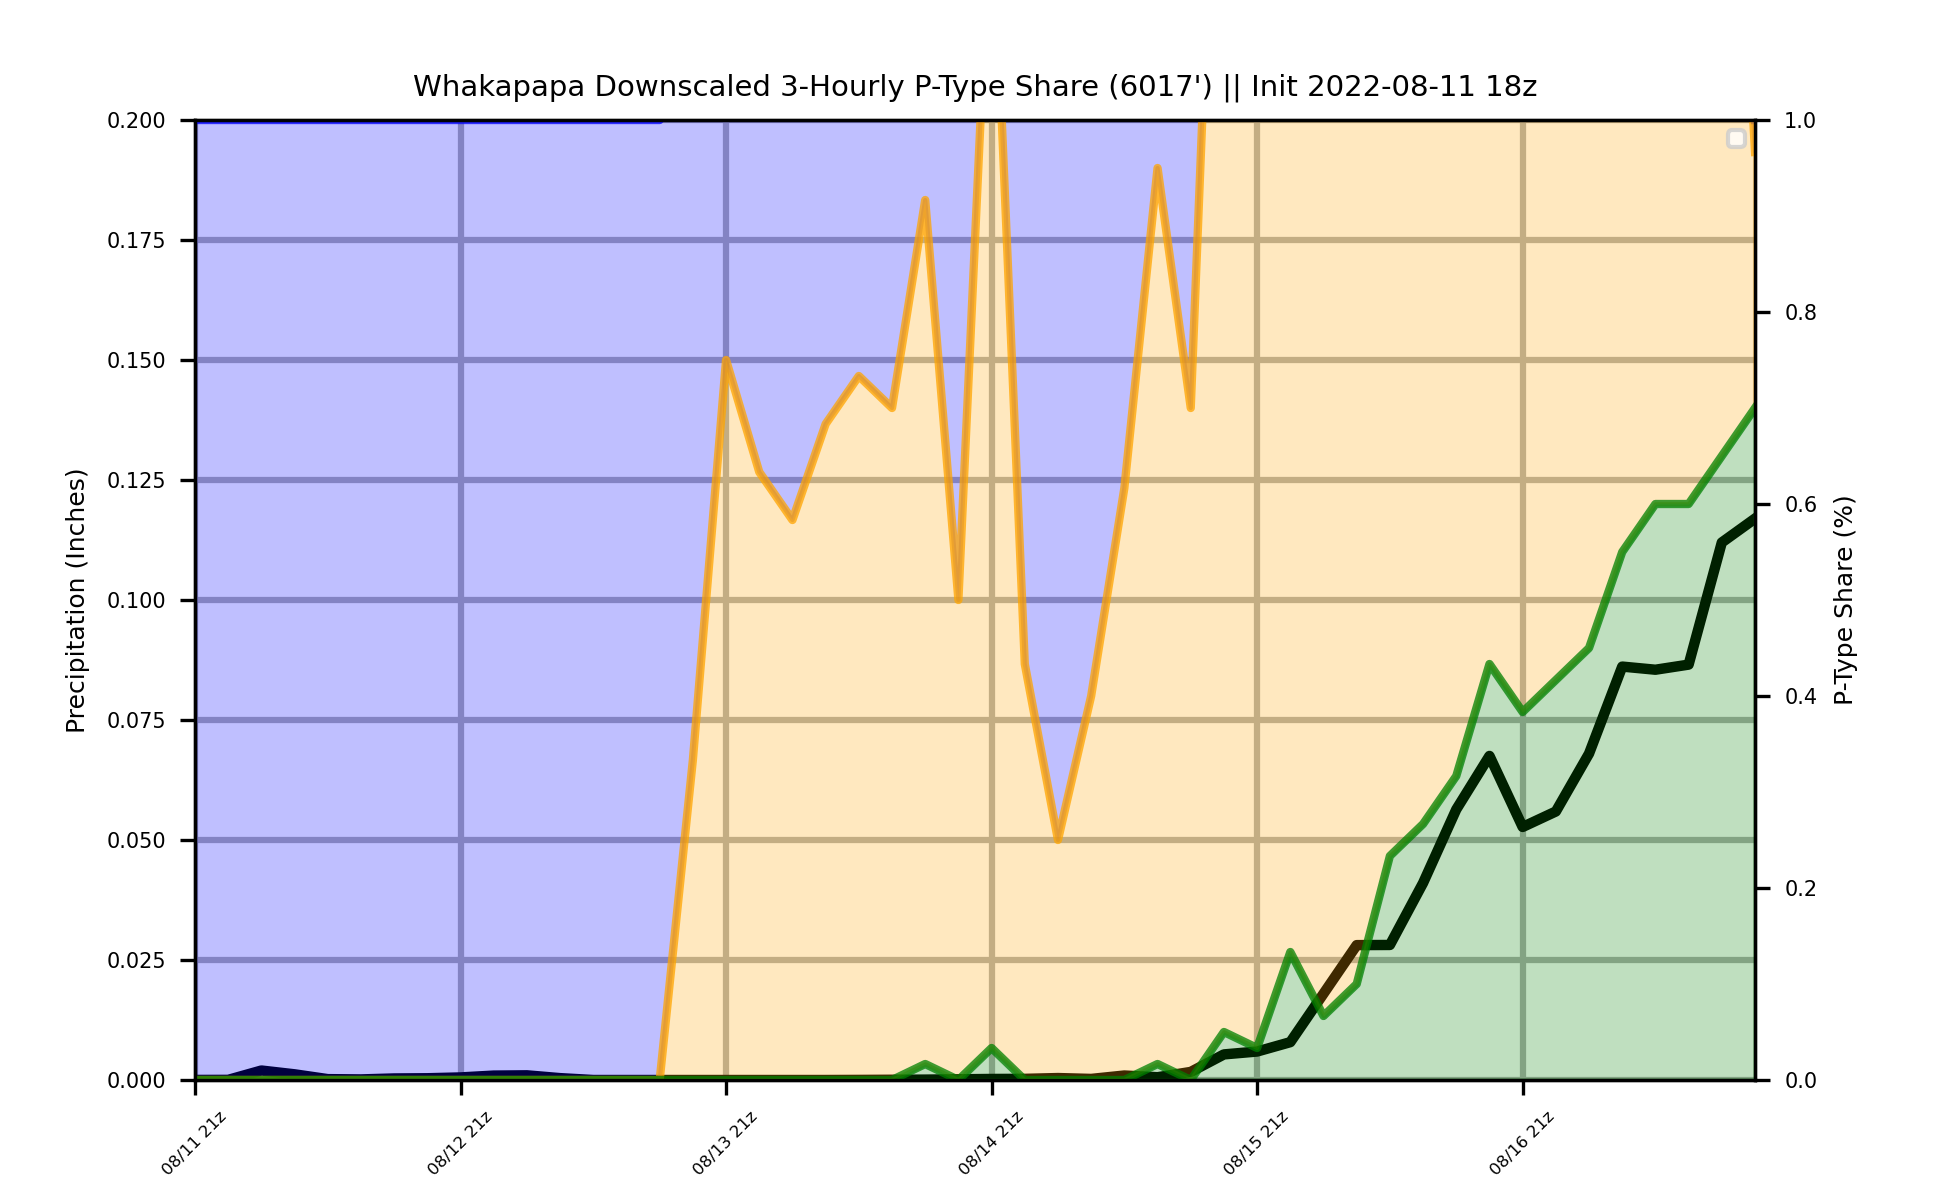 Whakapapa Downscaled 3-Hourly P-Type Share (6017') || Init 2022-08-11 18z
0.200
0.175
0.150
0.125
0.100
0.075
0.050
0.025
0.000
Precipitation (Inches)
1.0
0.8
0.6
0.4
0.2
0.0
P-Type Share (%)
08/11 21z
08/12 21z
08/13 21z
08/14 21z
08/15 21z
08/16 21z